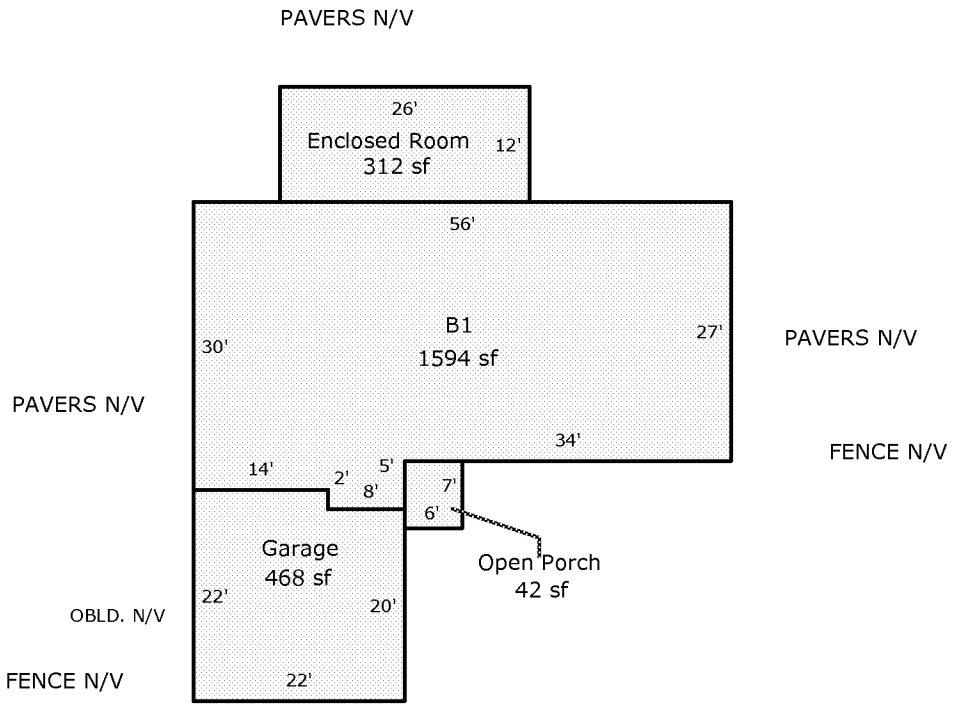 PAVERS N/V
26'
Enclosed Room
12'
312 sf
56'
B1
27'
30'
1594 sf
PAVERS N/V
PAVERS N/V
34'
FENCE N/V
14'
5'
2'
7'
8'
6'
Garage
468 sf
Open Porch
42 sf
22'
20'
OBLD. N/V
FENCE N/V
22'